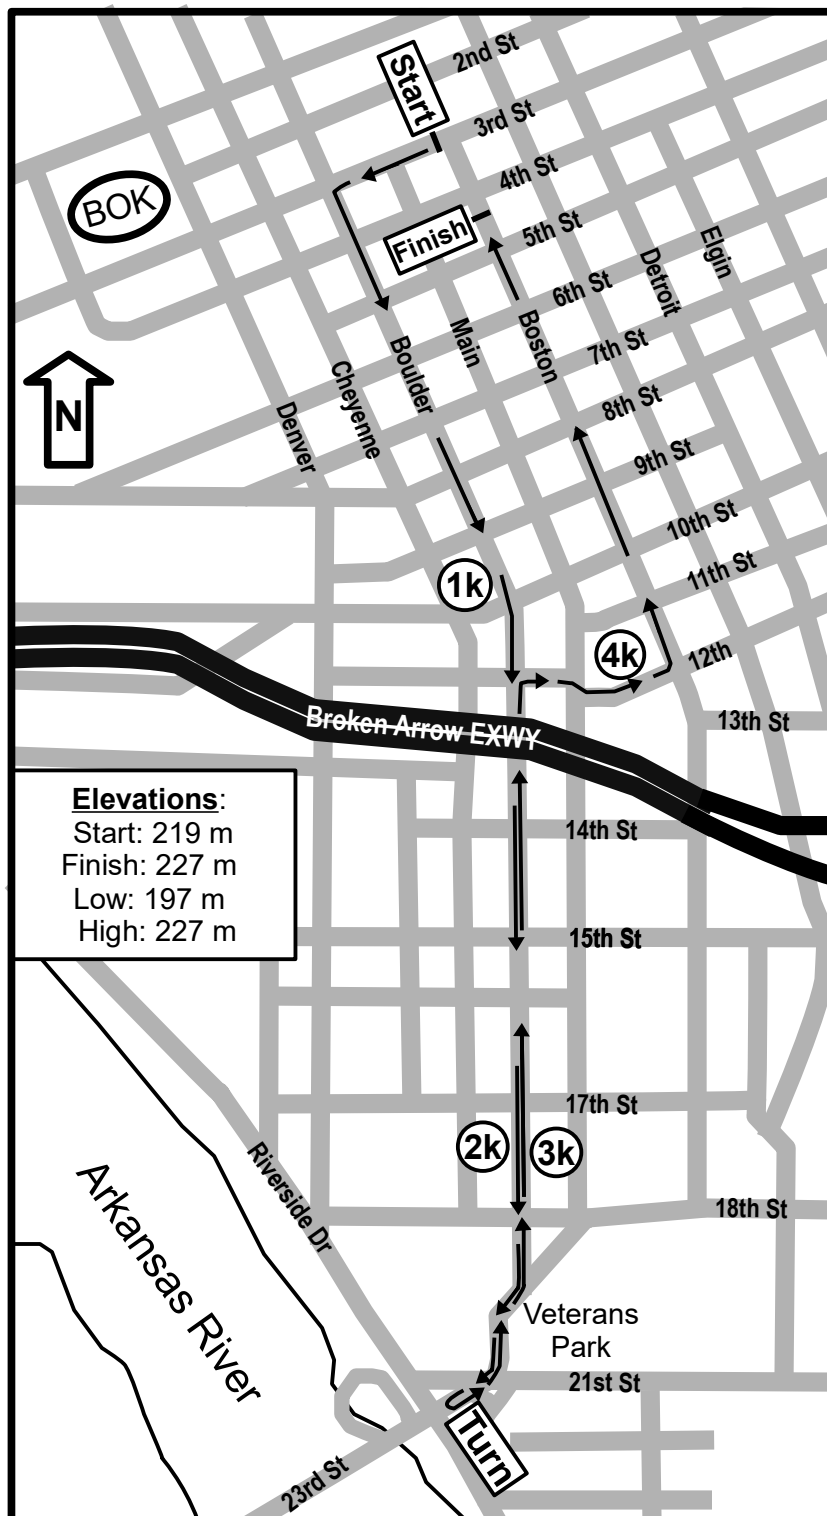 2nd St
Start
3rd St
4th St
BOK
Finish
5th St
Elgin
Detroit
6th St
Boston
Main
7th St
Boulder
Cheyenne
N
8th St
Denver
9th St
10th St
11th St
1k
4k
12th
Broken Arrow EXWY
13th St
Elevations:
Start: 219 m
Finish: 227 m
Low: 197 m
High: 227 m
14th St
15th St
17th St
2k
3k
Riverside Dr
18th St
Arkansas River
Veterans
Park
21st St
U Turn
23rd St